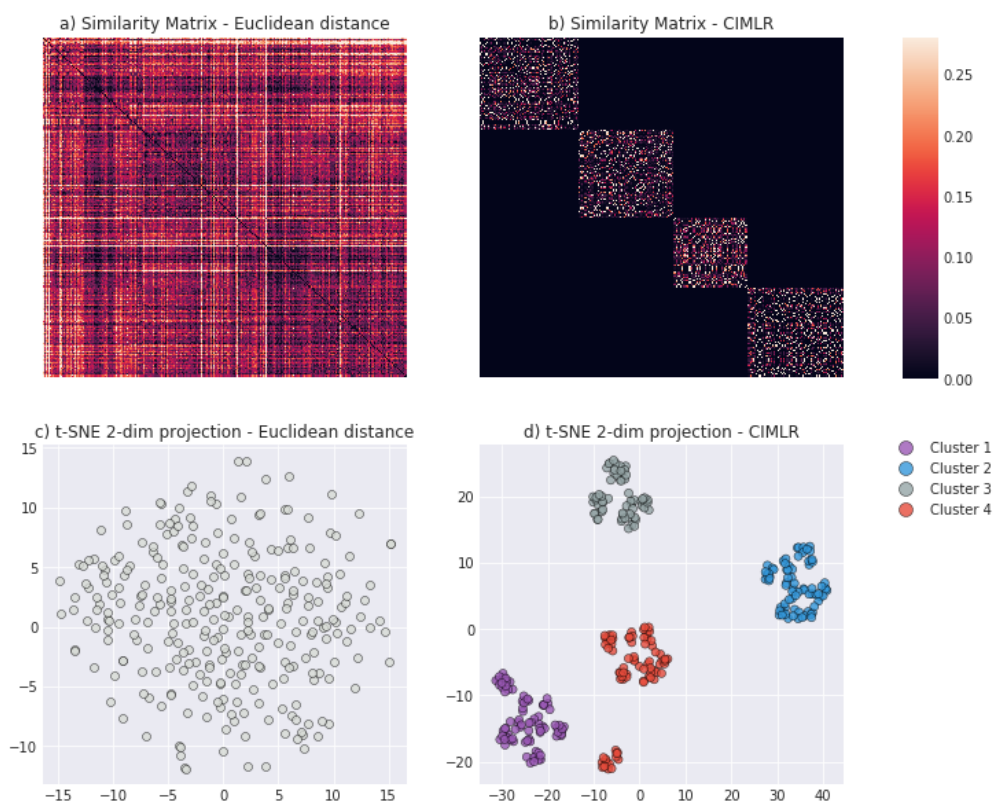 a) Similarity Matrix - Euclidean distance
b) Similarity Matrix - CIMLR
0.25
0.20
0.15
0.10
0.05
0.00
c) t-SNE 2-dim projection - Euclidean distance
15
10
5
0
−5
−10
−15 −10 −5 0 5 10 15
d) t-SNE 2-dim projection - CIMLR
20
10
0
−10
−20
−30 −20 −10 0 10 20 30 40
Cluster 1
Cluster 2
Cluster 3
Cluster 4